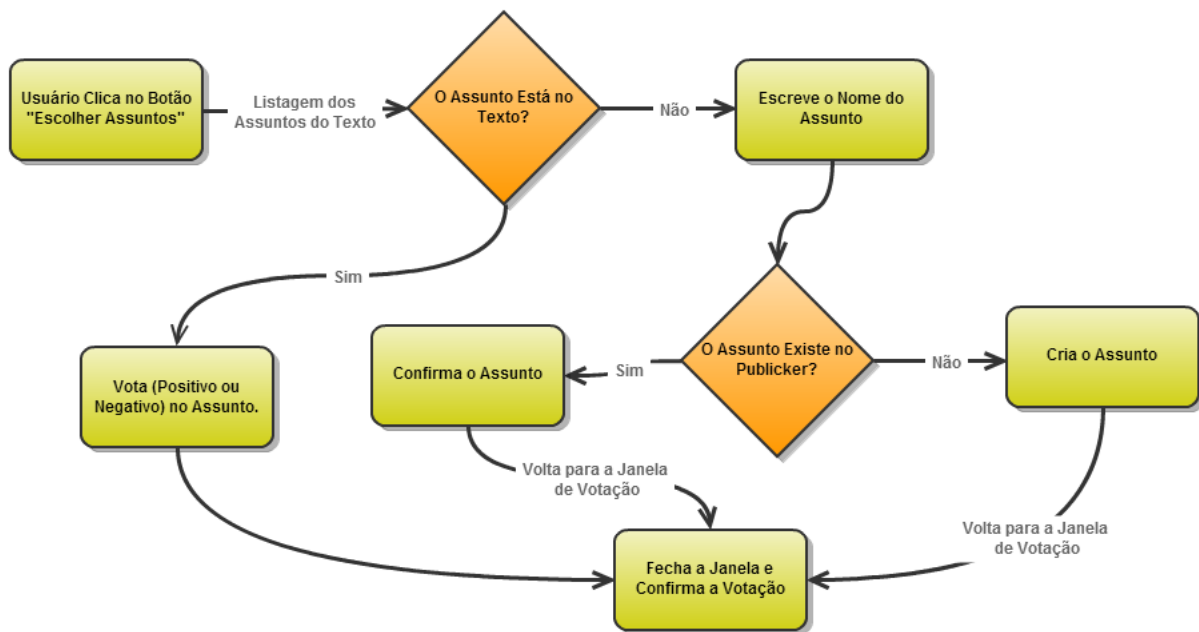 Usuário Clica no Botão
"Escolher Assuntos"
Listagem dos
Assuntos do Texto
O Assunto Está no
Texto?
Não
Escreve o Nome do
Assunto
Sim
Vota (Positivo ou
Negativo) no Assunto.
Confirma o Assunto
Sim
O Assunto Existe no
Publicker?
Não
Cria o Assunto
Volta para a Janela
de Votação
Volta para a Janela
de Votação
Fecha a Janela e
Confirma a Votação